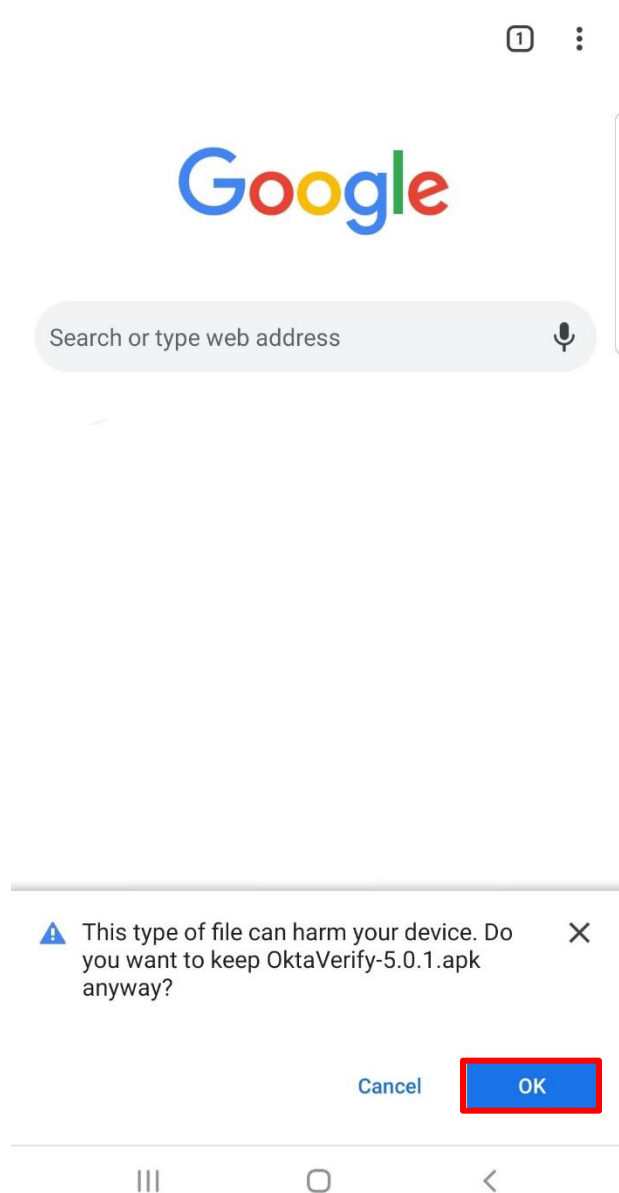 1
Google
Search or type web address
This type of file can harm your device. Do
you want to keep OktaVerify-5.0.1.apk
anyway?
Cancel
OK